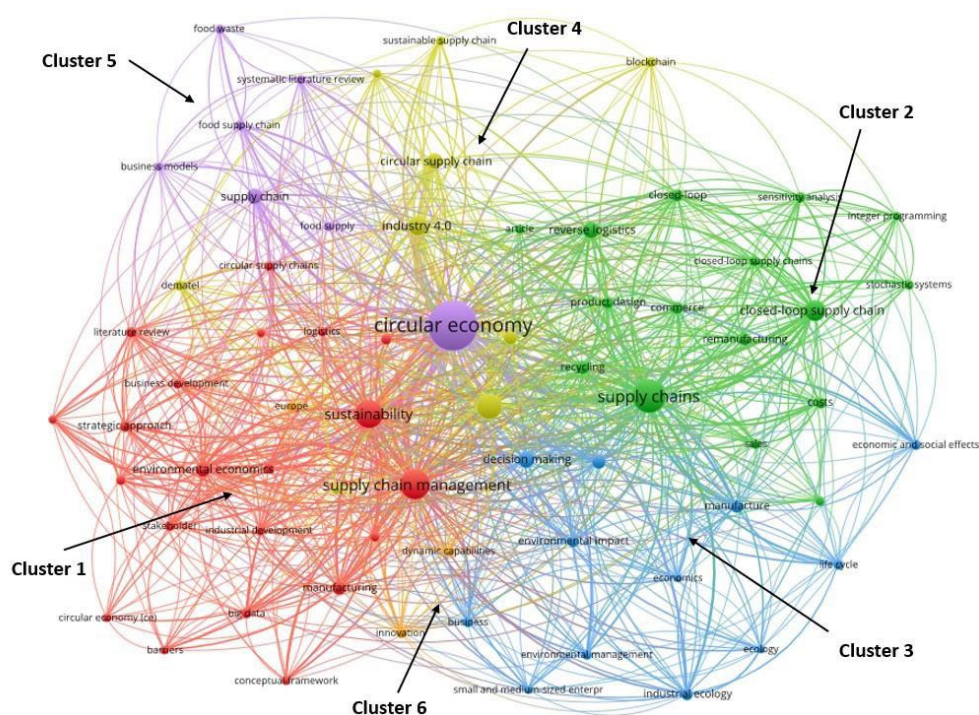 food waste
Cluster 4
sustainable supply chain
Cluster 5
blockchain
systematic literature review
Cluster 2
food supply chain
circular supply chain
business models
supply chain
closed-loop
sensitivity analysis
integer programming
food supply
industry 4.0
article
reverse logistics
circular supply chains
closed-loop supply chains
dematel
stochastic systems
product design
commerce
closed-loop supply chain
circular economy
literature review
logistics
remanufacturing
recycling
business development
supply chains
europe
costs
sustainability
strategic approach
sales
economic and social effects
decision making
environmental economics
supply chain management
manufacture
stakeholder
industrial development
environmental impact
dynamic capabilities
Cluster 1
life cycle
economics
manufacturing
circular economy (ce)
big data
business
innovation
barriers
environmental management
ecology
Cluster 3
conceptual framework
small and medium-sized enterpr
industrial ecology
Cluster 6